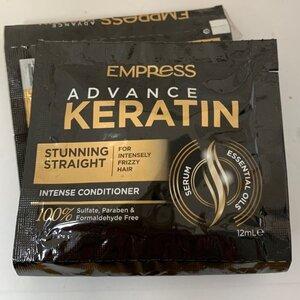 EMPRESS
ADVANCE
KERATIN
STUNNING
STRAIGHT
FOR
INTENSELY
FRIZZY
HAIR
INTENSE CONDITIONER
100% Sulfate, Paraben &
Formaldehyde Free
SERUM
ESSENTIAL OILS
12mL℮